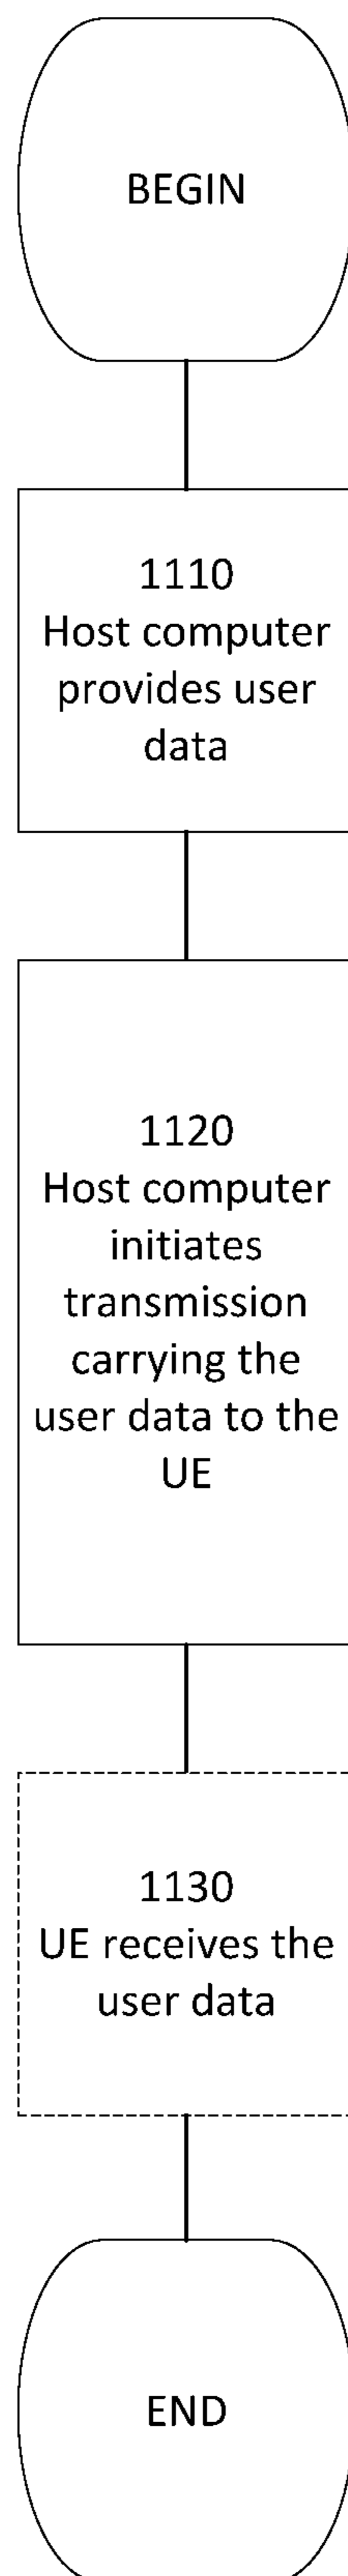 BEGIN
1110
Host computer
provides user
data
1120
Host computer
initiates
transmission
carrying the
user data to the
UE
1130
UE receives the
user data
END